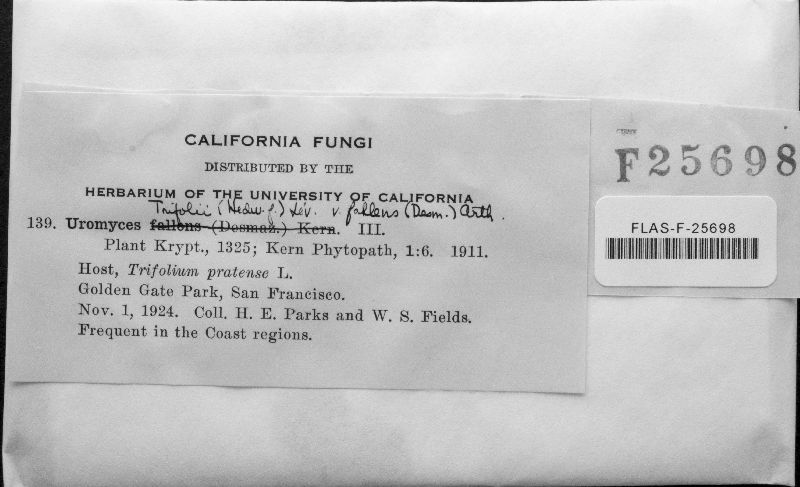 CALIFORNIA FUNGI
DISTRIBUTED BY THE
HERBARIUM OF THE UNIVERSITY OF CALIFORNIA
Trifolii (Hedw. f.) Lév. v. fallens (Desm.) Arth.
139. Uromyces fallens (Desmaz.) Kern. III.
Plant Krypt., 1325; Kern Phytopath, 1:6. 1911.
Host, Trifolium pratense L.
Golden Gate Park, San Francisco.
Nov. 1, 1924. Coll. H. E. Parks and W. S. Fields.
Frequent in the Coast regions.
F25698
FLAS-F-25698